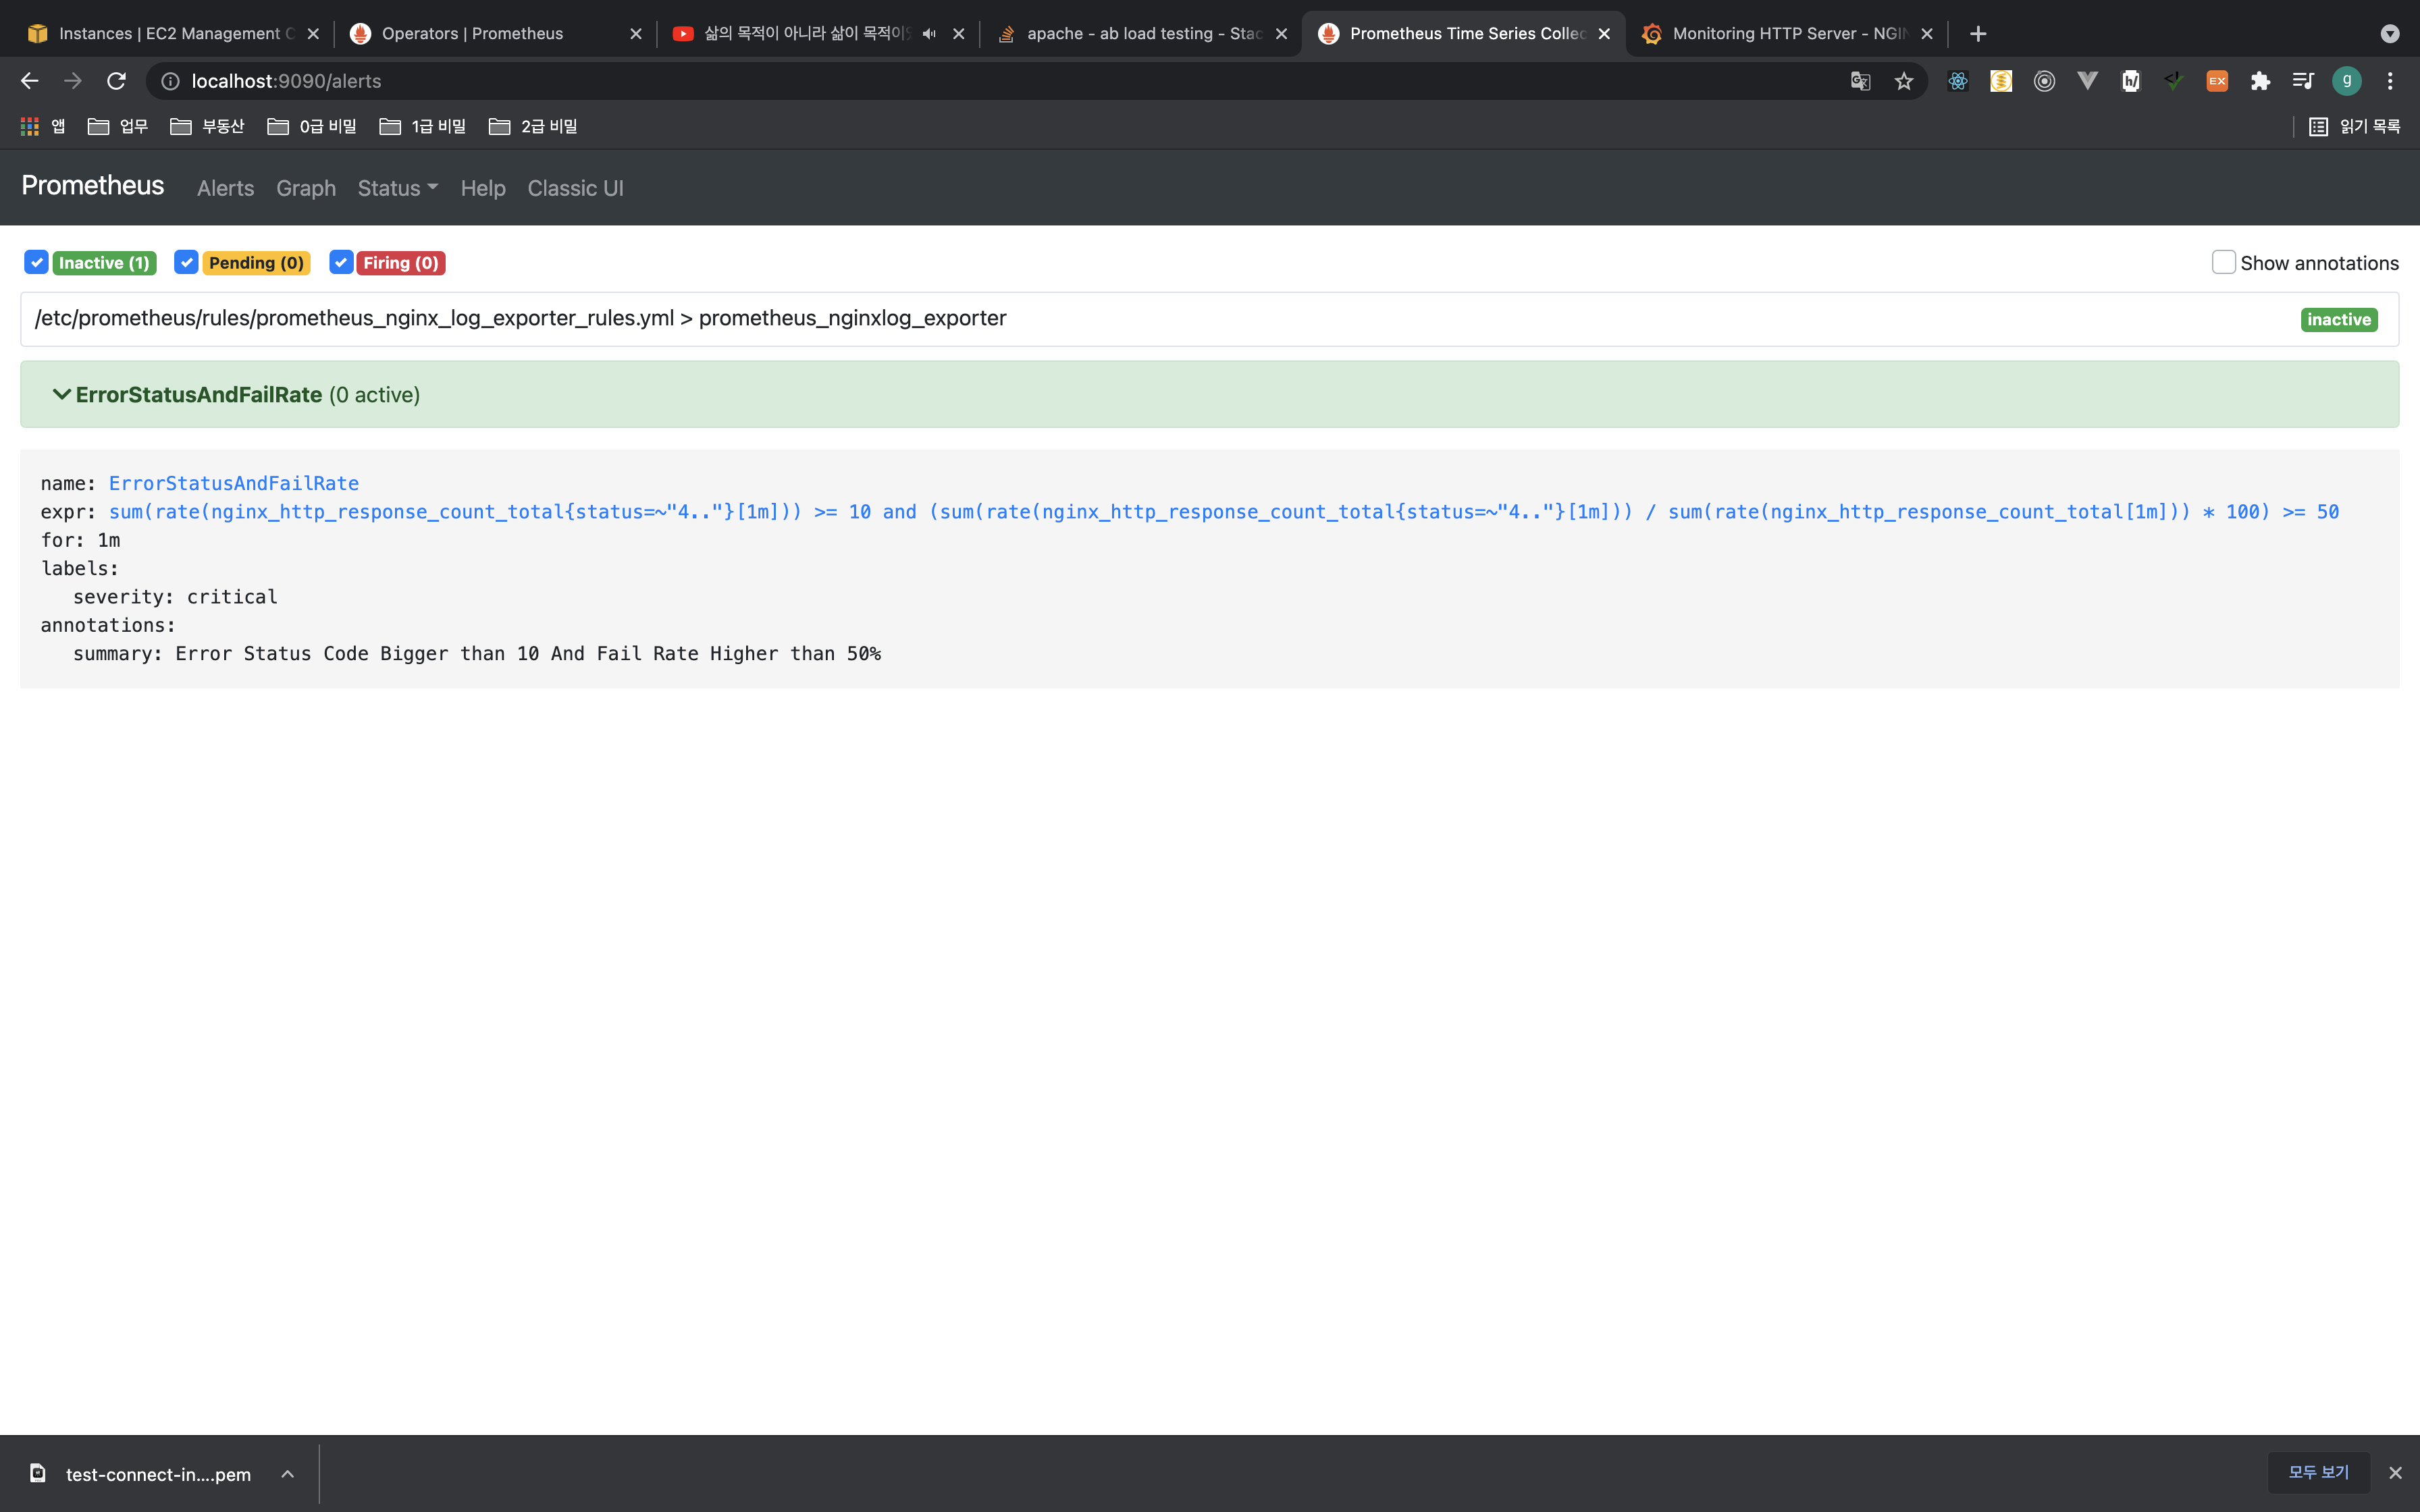 Instances | EC2 Management C
Operators | Prometheus
삶의 목적이 아니라 삶이 목적이
apache - ab load testing - Stac
Prometheus Time Series Collec
Monitoring HTTP Server - NGIN
localhost:9090/alerts
EX
g
앱
업무
부동산
0급 비밀
1급 비밀
2급 비밀
읽기 목록
Prometheus
Alerts
Graph
Status
Help
Classic UI
Inactive (1)
Pending (0)
Firing (0)
Show annotations
/etc/prometheus/rules/prometheus_nginx_log_exporter_rules.yml > prometheus_nginxlog_exporter
inactive
ErrorStatusAndFailRate (0 active)
name: ErrorStatusAndFailRate
expr: sum(rate(nginx_http_response_count_total{status=~"4.."}[1m])) >= 10 and (sum(rate(nginx_http_response_count_total{status=~"4.."}[1m])) / sum(rate(nginx_http_response_count_total[1m])) * 100) >= 50
for: 1m
labels:
severity: critical
annotations:
summary: Error Status Code Bigger than 10 And Fail Rate Higher than 50%
test-connect-in....pem
모두 보기